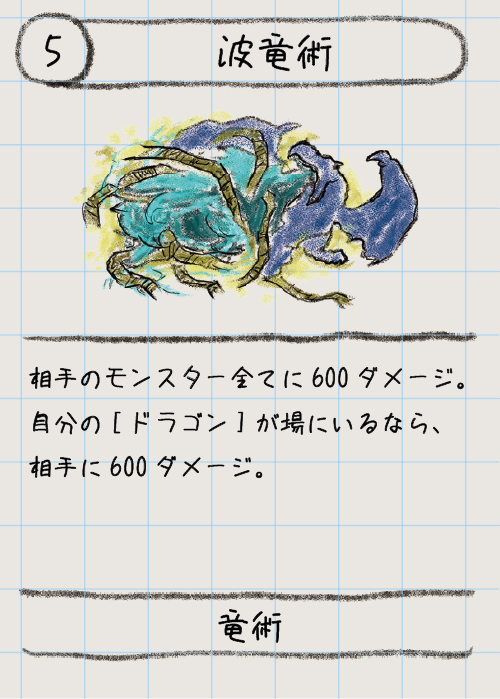 5
波竜術
相手のモンスター全てに600ダメージ。
自分の[ドラゴン]が場にいるなら、
相手に600ダメージ。
竜術